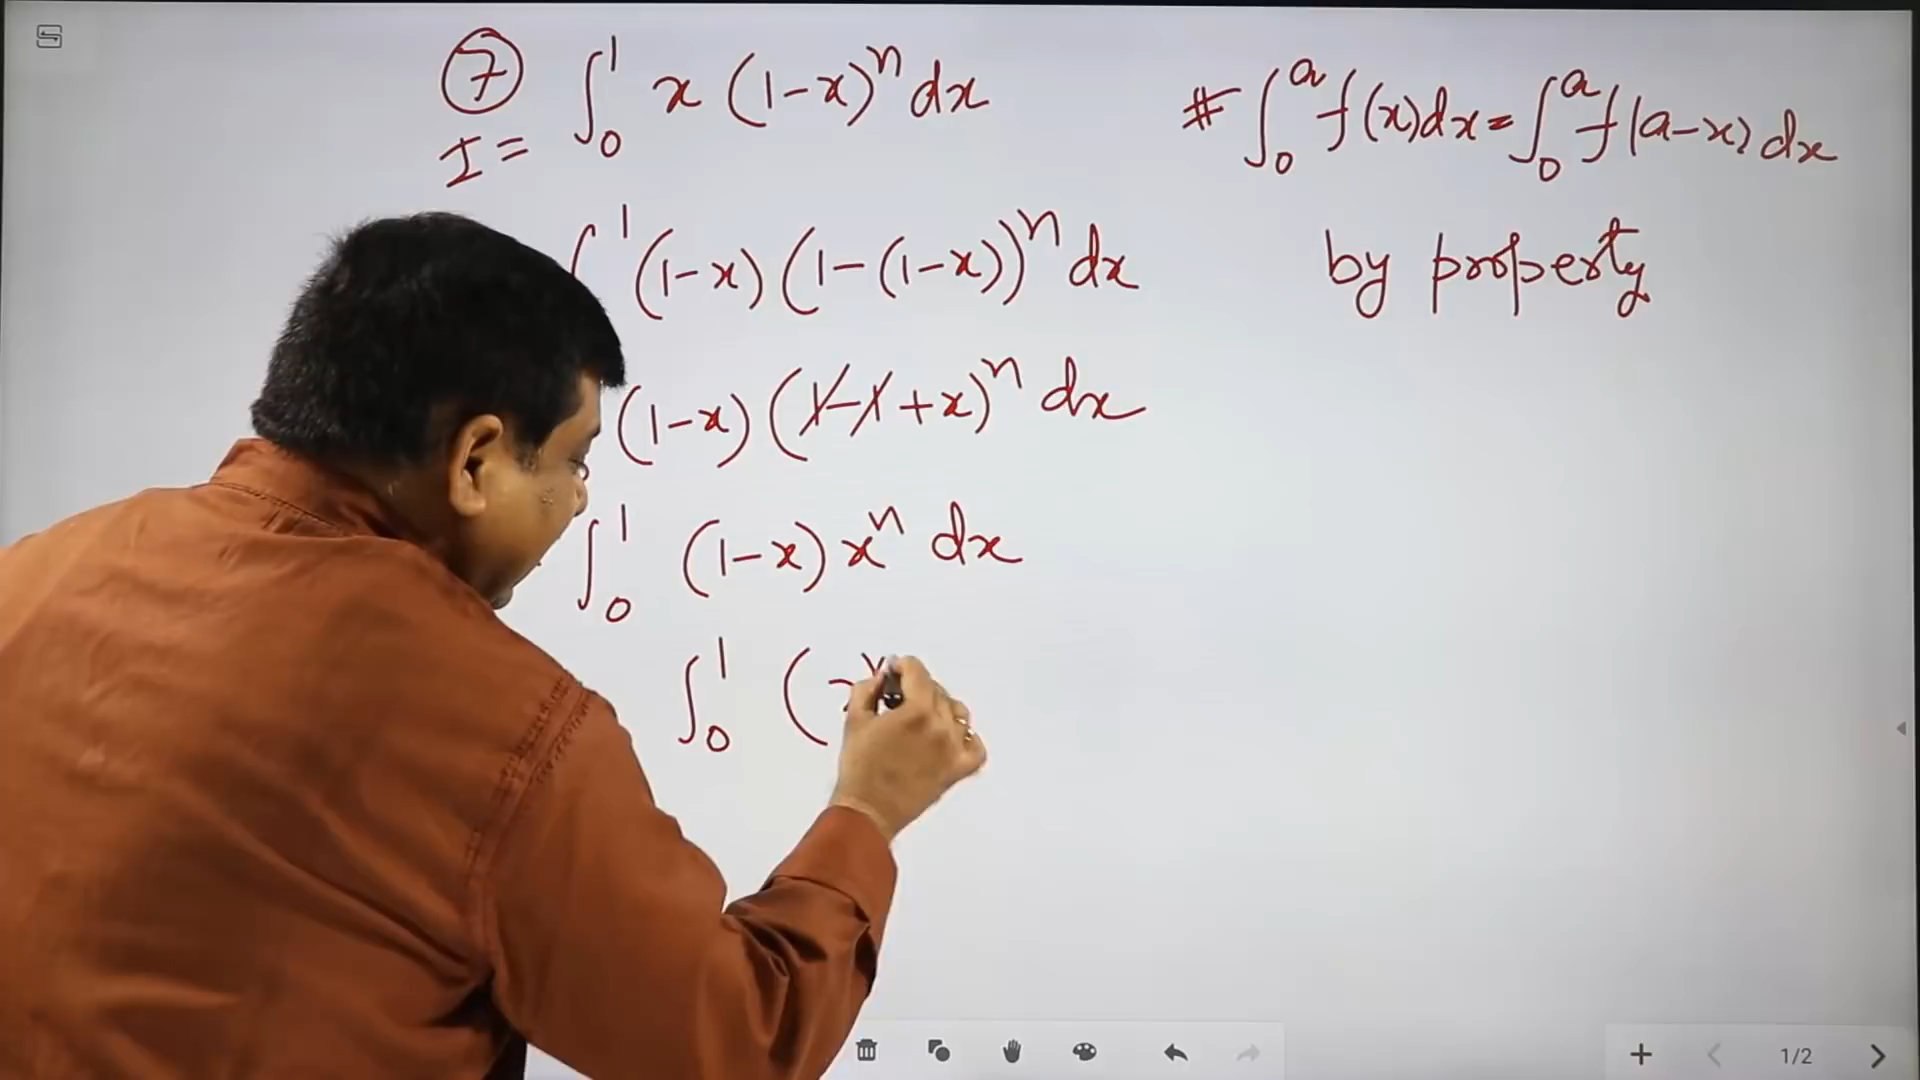 ⑦ ∫₀¹ x (1-x)ⁿ dx
I =
# ∫₀ᵃ f(x)dx = ∫₀ᵃ f(a-x) dx
∫ ¹ (1-x) (1-(1-x))ⁿ dx
by property
(1-x) (1-1+x)ⁿ dx
∫₀¹ (1-x) xⁿ dx
∫₀¹ (x
1/2